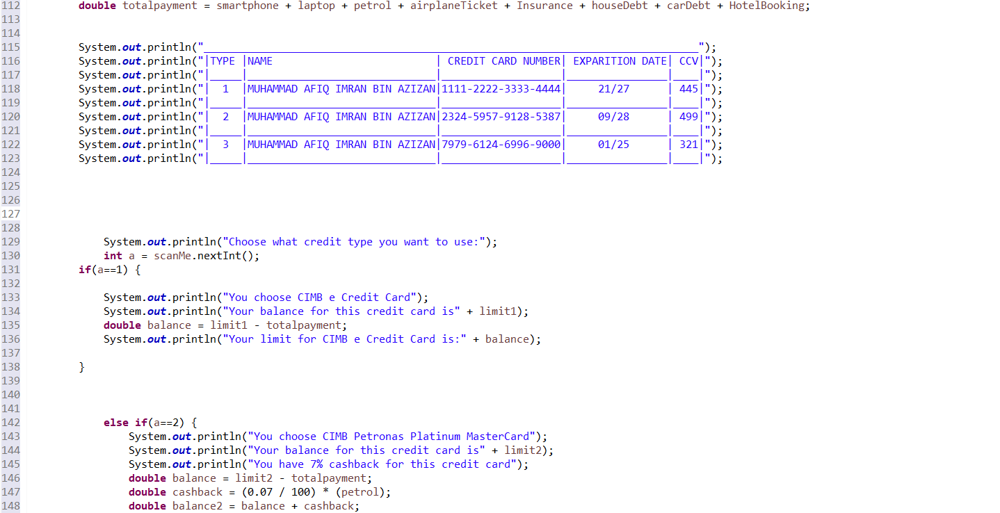 112 double totalpayment = smartphone + laptop + petrol + airplaneTicket + Insurance + houseDebt + carDebt + HotelBooking;
113
114
115 System.out.println("_______________________________________________________________________________");
116 System.out.println("|TYPE |NAME                          | CREDIT CARD NUMBER| EXPARITION DATE| CCV|");
117 System.out.println("|_____|______________________________|___________________|________________|____|");
118 System.out.println("|  1  |MUHAMMAD AFIQ IMRAN BIN AZIZAN|1111-2222-3333-4444|     21/27      | 445|");
119 System.out.println("|_____|______________________________|___________________|________________|____|");
120 System.out.println("|  2  |MUHAMMAD AFIQ IMRAN BIN AZIZAN|2324-5957-9128-5387|     09/28      | 499|");
121 System.out.println("|_____|______________________________|___________________|________________|____|");
122 System.out.println("|  3  |MUHAMMAD AFIQ IMRAN BIN AZIZAN|7979-6124-6996-9000|     01/25      | 321|");
123 System.out.println("|_____|______________________________|___________________|________________|____|");
124
125
126
127
128
129 System.out.println("Choose what credit type you want to use:");
130 int a = scanMe.nextInt();
131 if(a==1) {
132
133 System.out.println("You choose CIMB e Credit Card");
134 System.out.println("Your balance for this credit card is" + limit1);
135 double balance = limit1 - totalpayment;
136 System.out.println("Your limit for CIMB e Credit Card is:" + balance);
137
138 }
139
140
141
142 else if(a==2) {
143 System.out.println("You choose CIMB Petronas Platinum MasterCard");
144 System.out.println("Your balance for this credit card is" + limit2);
145 System.out.println("You have 7% cashback for this credit card");
146 double balance = limit2 - totalpayment;
147 double cashback = (0.07 / 100) * (petrol);
148 double balance2 = balance + cashback;